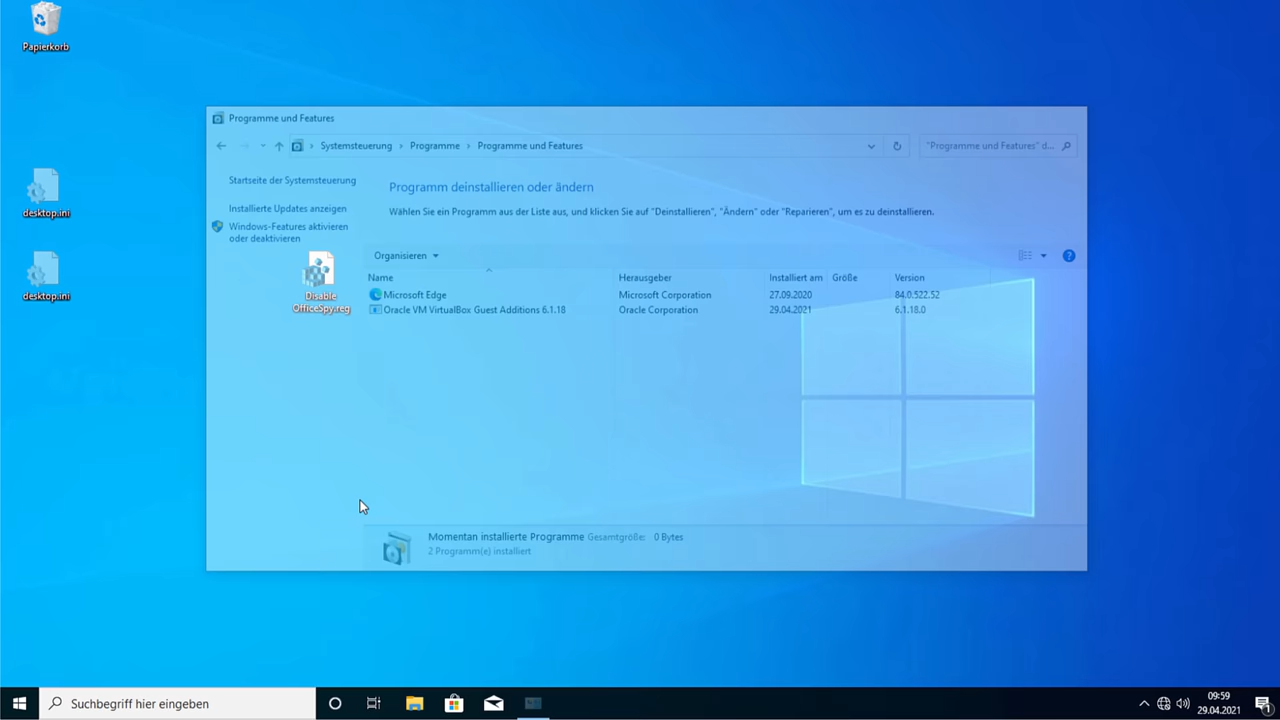 Papierkorb
desktop.ini
desktop.ini
Programme und Features
Systemsteuerung › Programme › Programme und Features
"Programme und Features" d...
Startseite der Systemsteuerung
Installierte Updates anzeigen
Windows-Features aktivieren
oder deaktivieren
Disable
OfficeSpy.reg
Programm deinstallieren oder ändern
Wählen Sie ein Programm aus der Liste aus, und klicken Sie auf "Deinstallieren", "Ändern" oder "Reparieren", um es zu deinstallieren.
Organisieren
Name Herausgeber Installiert am Größe Version
Microsoft Edge Microsoft Corporation 27.09.2020 84.0.522.52
Oracle VM VirtualBox Guest Additions 6.1.18 Oracle Corporation 29.04.2021 6.1.18.0
Momentan installierte Programme Gesamtgröße: 0 Bytes
2 Programm(e) installiert
Suchbegriff hier eingeben
09:59
29.04.2021
1